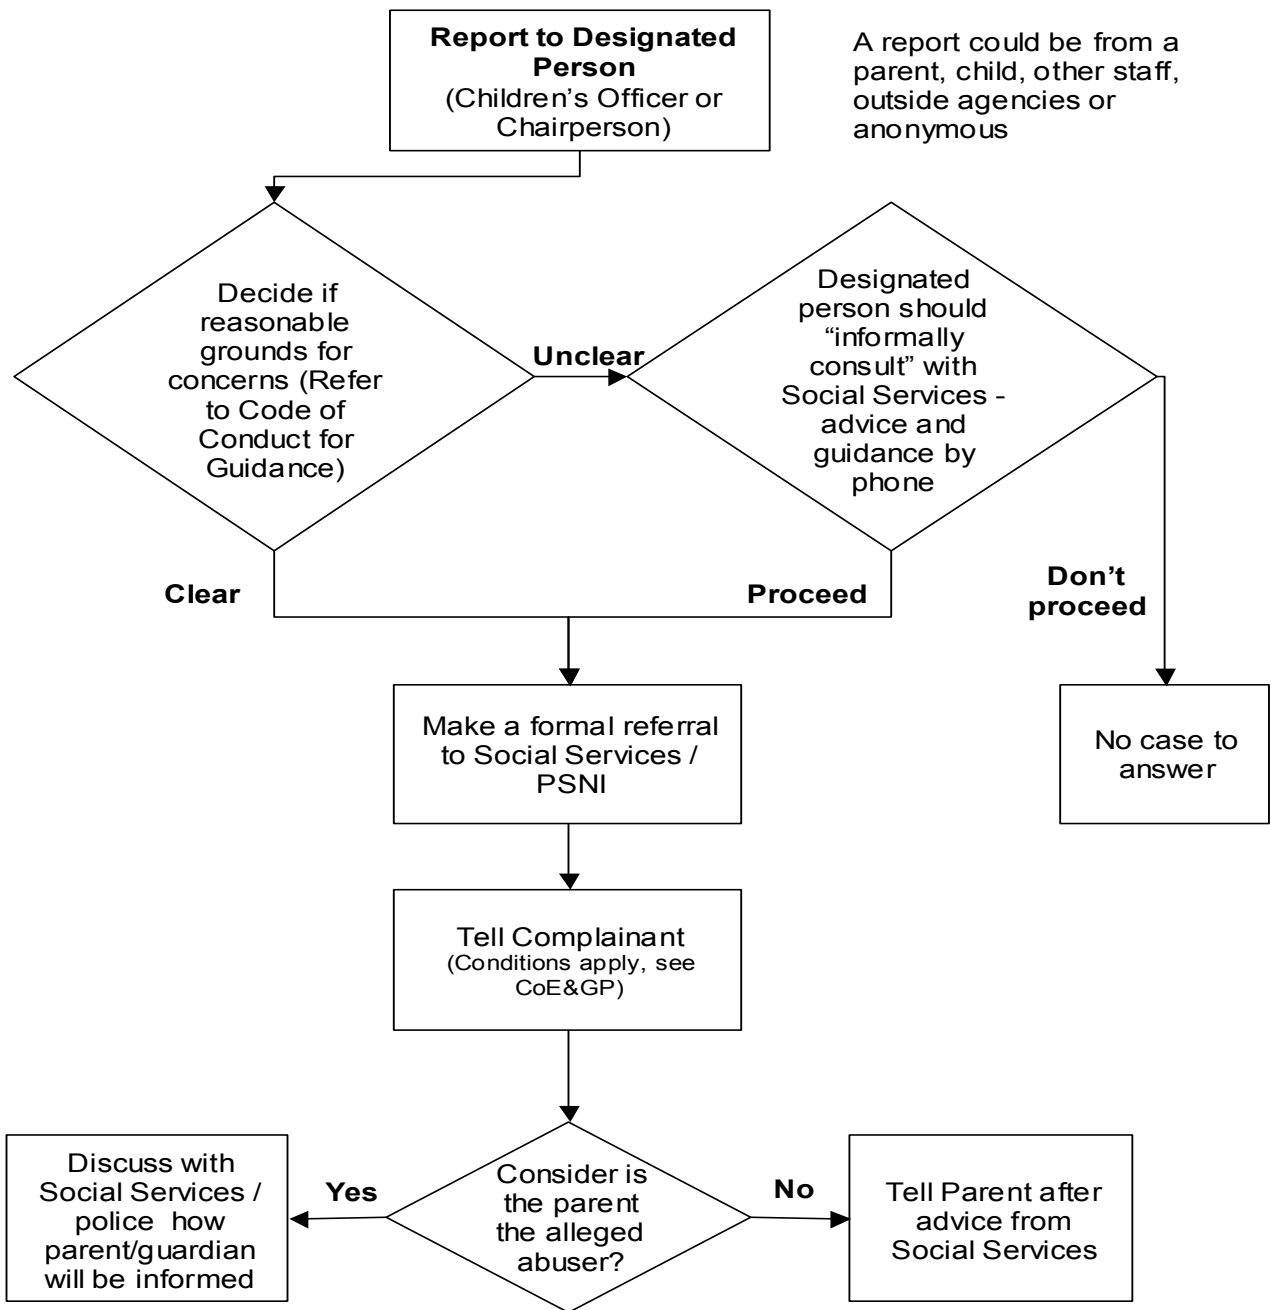 Report to Designated
Person
(Children's Officer or
Chairperson)
A report could be from a
parent, child, other staff,
outside agencies or
anonymous
Decide if
reasonable
grounds for
concerns (Refer
to Code of
Conduct for
Guidance)
Unclear
Designated
person should
“informally
consult” with
Social Services -
advice and
guidance by
phone
Clear
Proceed
Don't
proceed
Make a formal referral
to Social Services /
PSNI
No case to
answer
Tell Complainant
(Conditions apply, see
CoE&GP)
Discuss with
Social Services /
police how
parent/guardian
will be informed
Yes
Consider is
the parent
the alleged
abuser?
No
Tell Parent after
advice from
Social Services